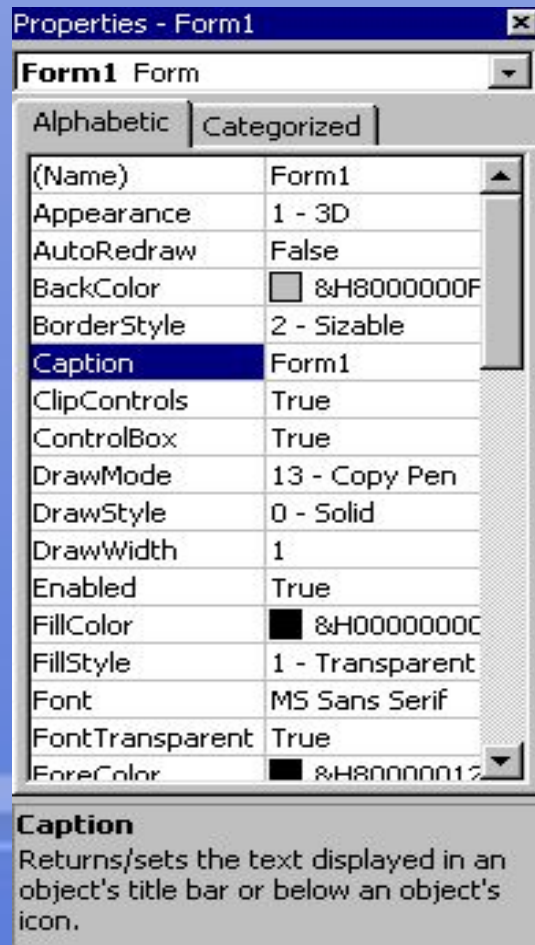 Properties - Form1
Form1 Form
Alphabetic Categorized
(Name) Form1
Appearance 1 - 3D
AutoRedraw False
BackColor &H8000000F
BorderStyle 2 - Sizable
Caption Form1
ClipControls True
ControlBox True
DrawMode 13 - Copy Pen
DrawStyle 0 - Solid
DrawWidth 1
Enabled True
FillColor &H0000000
FillStyle 1 - Transparent
Font MS Sans Serif
FontTransparent True
ForeColor &H80000012
Caption
Returns/sets the text displayed in an
object's title bar or below an object's
icon.